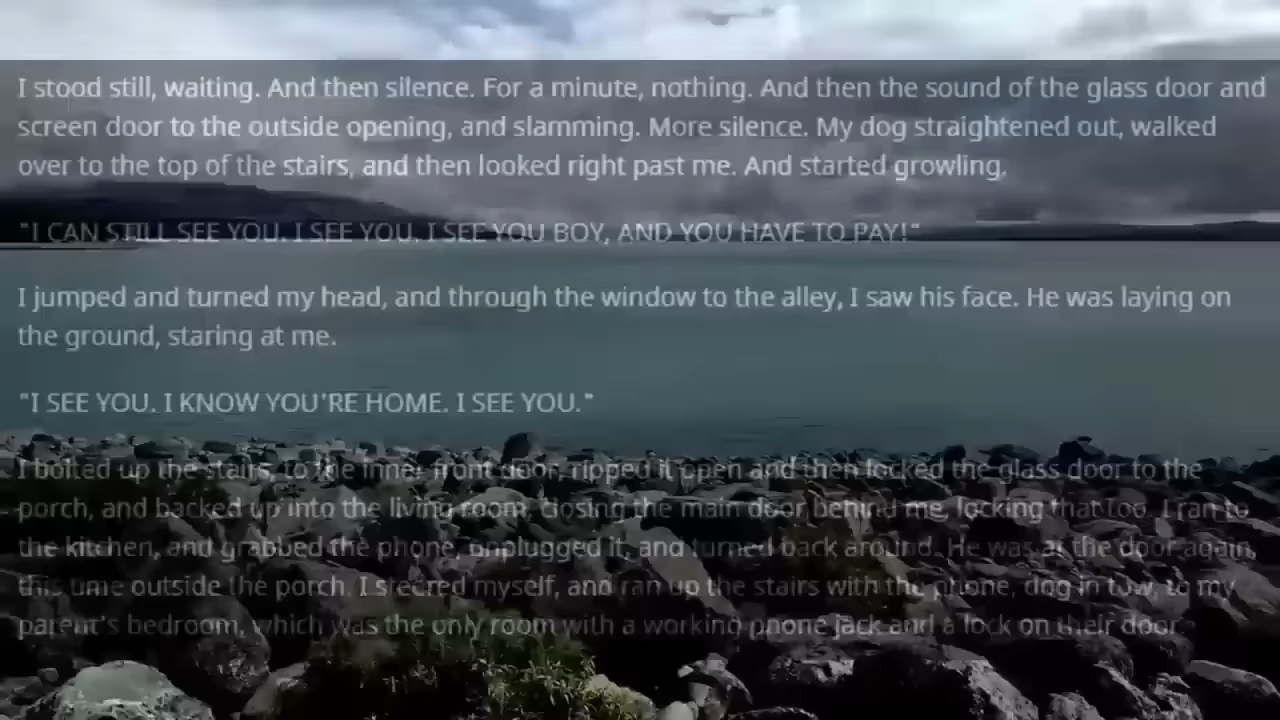 I stood still, waiting. And then silence. For a minute, nothing. And then the sound of the glass door and
screen door to the outside opening, and slamming. More silence. My dog straightened out, walked
over to the top of the stairs, and then looked right past me. And started growling.
"I CAN STILL SEE YOU. I SEE YOU. I SEE YOU BOY, AND YOU HAVE TO PAY!"
I jumped and turned my head, and through the window to the alley, I saw his face. He was laying on
the ground, staring at me.
"I SEE YOU. I KNOW YOU'RE HOME. I SEE YOU."
I bolted up the stairs, to the inner front door, ripped it open and then locked the glass door to the
porch, and backed up into the living room, closing the main door behind me, locking that too. I ran to
the kitchen, and grabbed the phone, unplugged it, and turned back around. He was at the door again,
this time outside the porch. I steered myself, and ran up the stairs with the phone, dog in tow, to my
parent's bedroom, which was the only room with a working phone jack and a lock on their door